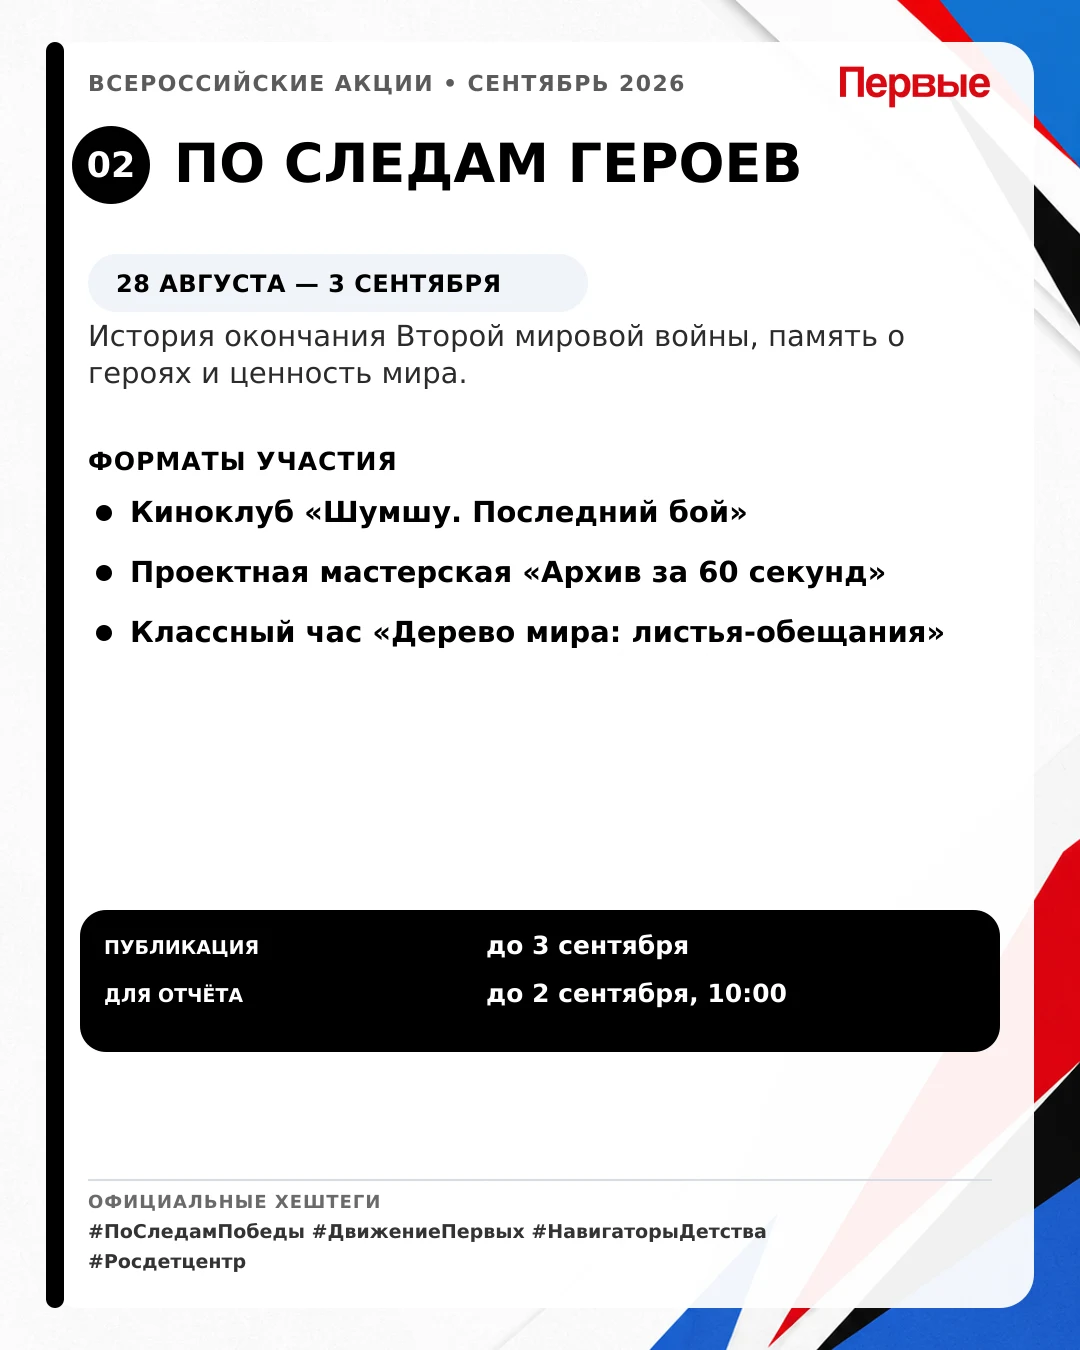 ВСЕРОССИЙСКИЕ АКЦИИ • СЕНТЯБРЬ 2026
Первые
02 ПО СЛЕДАМ ГЕРОЕВ
28 АВГУСТА — 3 СЕНТЯБРЯ
История окончания Второй мировой войны, память о
героях и ценность мира.
ФОРМАТЫ УЧАСТИЯ
● Киноклуб «Шумшу. Последний бой»
● Проектная мастерская «Архив за 60 секунд»
● Классный час «Дерево мира: листья-обещания»
ПУБЛИКАЦИЯ до 3 сентября
ДЛЯ ОТЧЁТА до 2 сентября, 10:00
ОФИЦИАЛЬНЫЕ ХЕШТЕГИ
#ПоСледамПобеды #ДвижениеПервых #НавигаторыДетства
#Росдетцентр